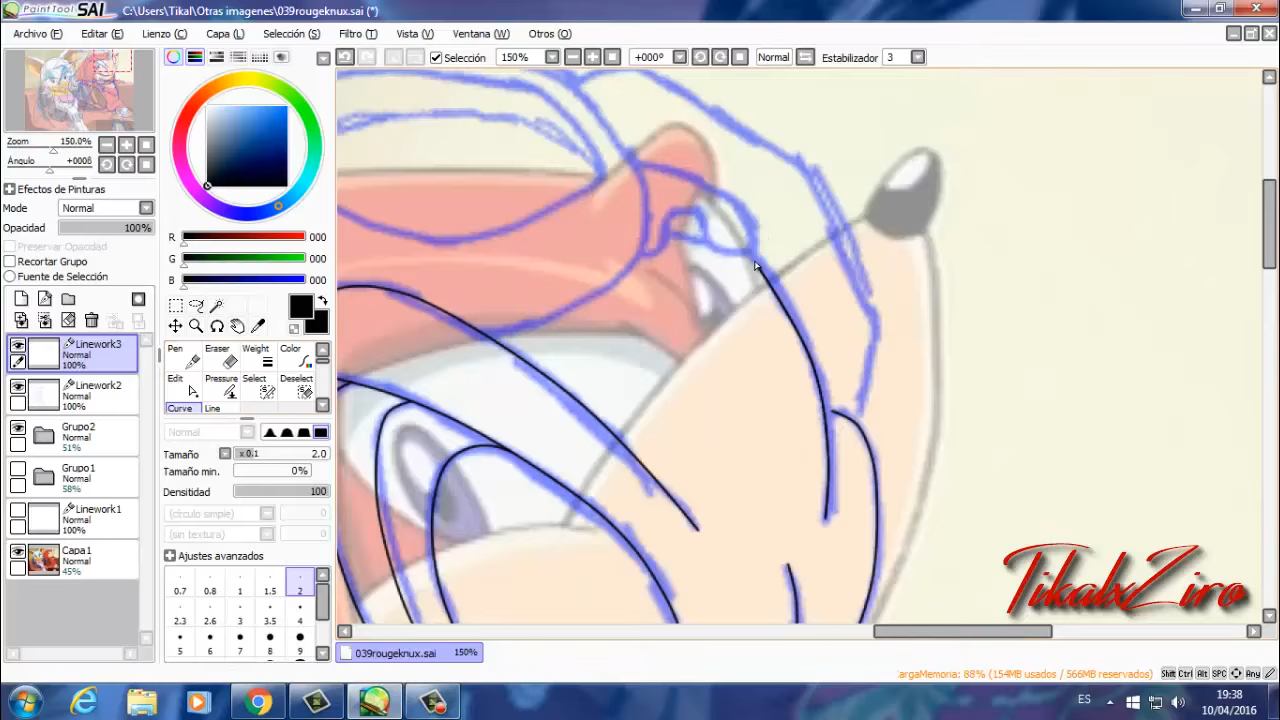 PaintTool SAI C:\Users\Tikal\Otras imagenes\039rougeknux.sai (*)
Archivo (F) Editar (E) Lienzo (C) Capa (L) Selección (S) Filtro (T) Vista (V) Ventana (W) Otros (O)
Selección 150% +000° Normal Estabilizador 3
Zoom 150.0%
Ángulo +000ß
Efectos de Pinturas
Mode Normal
Opacidad 100%
Preservar Opacidad
Recortar Grupo
Fuente de Selección
Linework3
Normal
100%
Linework2
Normal
100%
Grupo2
51%
Grupo1
58%
Linework1
Normal
100%
Capa1
Normal
45%
R 000
G 000
B 000
Pen Eraser Weight Color
Edit Pressure Select Deselect
Curve Line
Normal
Tamaño x 0.1 2.0
Tamaño min. 0%
Densitidad 100
(círculo simple) 0
(sin textura) 0
Ajustes avanzados
0.7 0.8 1 1.5 2
2.3 2.6 3 3.5 4
5 6 7 8 9
TikalxZiro
039rougeknux.sai 150%
argaMemoria: 88% (154MB usados / 566MB reservados) Shift Ctrl Alt SPC Any
ES 19:38
10/04/2016